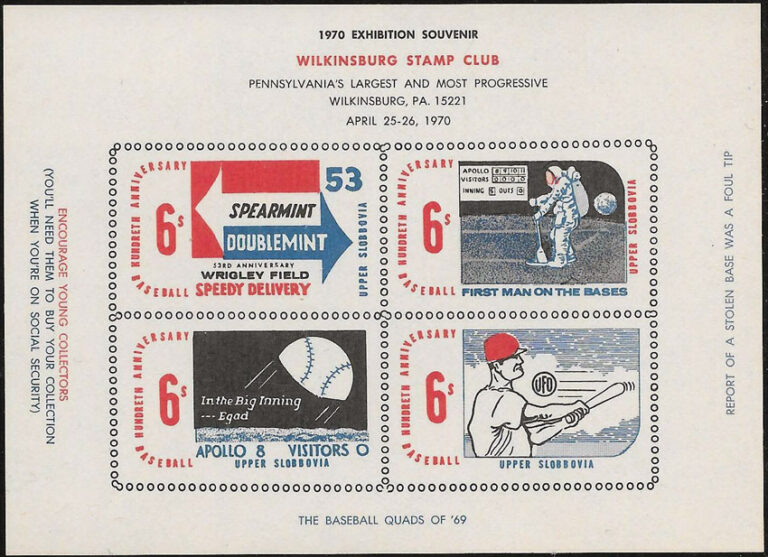 1970 EXHIBITION SOUVENIR
WILKINSBURG STAMP CLUB
PENNSYLVANIA'S LARGEST AND MOST PROGRESSIVE
WILKINSBURG, PA. 15221
APRIL 25-26, 1970
ENCOURAGE YOUNG COLLECTORS
(YOU'LL NEED THEM TO BUY YOUR COLLECTION
WHEN YOU'RE ON SOCIAL SECURITY)
BASEBALL HUNDRETH ANNIVERSARY
6s
53
SPEARMINT
DOUBLEMINT
53RD ANNIVERSARY
WRIGLEY FIELD
SPEEDY DELIVERY
UPPER SLOBBOVIA
BASEBALL HUNDRETH ANNIVERSARY
6s
APOLLO
VISITORS
INNING OUTS 0
UPPER SLOBBOVIA
FIRST MAN ON THE BASES
BASEBALL HUNDRETH ANNIVERSARY
6s
In the Big Inning
--- Egad
APOLLO 8 VISITORS 0
UPPER SLOBBOVIA
BASEBALL HUNDRETH ANNIVERSARY
6s
UFO
UPPER SLOBBOVIA
REPORT OF A STOLEN BASE WAS A FOUL TIP
THE BASEBALL QUADS OF '69